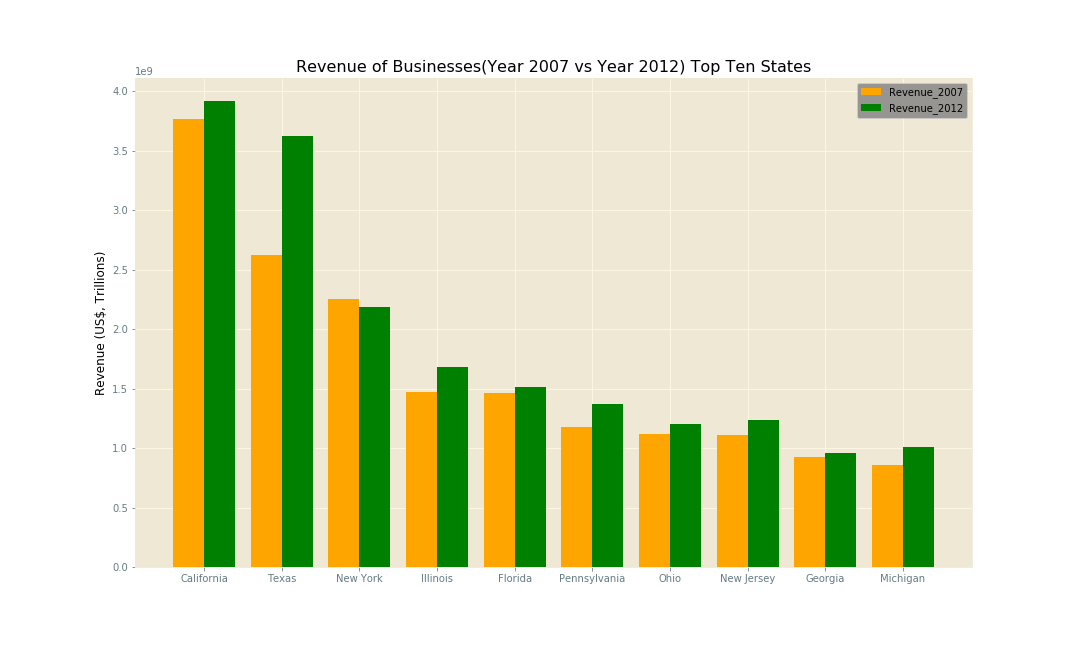 Revenue of Businesses(Year 2007 vs Year 2012) Top Ten States
1e9
Revenue_2007
Revenue_2012
Revenue (US$, Trillions)
4.0
3.5
3.0
2.5
2.0
1.5
1.0
0.5
0.0
California Texas New York Illinois Florida Pennsylvania Ohio New Jersey Georgia Michigan